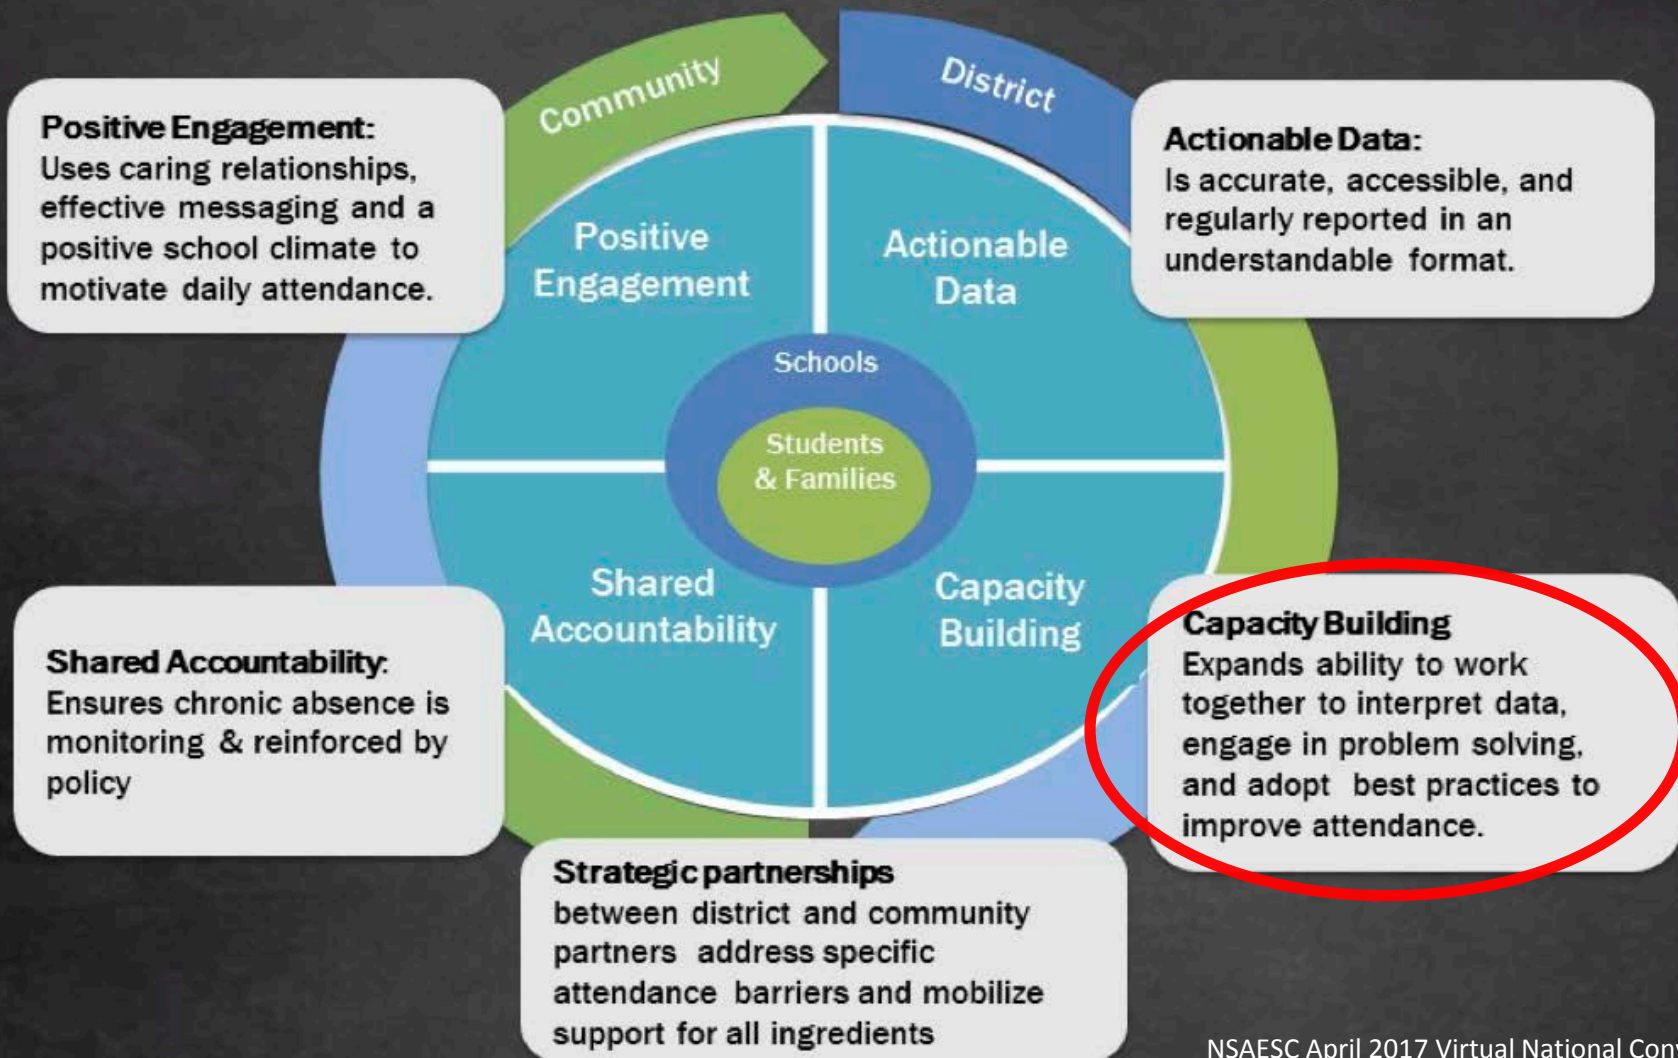 Community
District
Positive Engagement:
Uses caring relationships,
effective messaging and a
positive school climate to
motivate daily attendance.
Actionable Data:
Is accurate, accessible, and
regularly reported in an
understandable format.
Positive
Engagement
Actionable
Data
Schools
Students
& Families
Shared
Accountability
Capacity
Building
Shared Accountability:
Ensures chronic absence is
monitoring & reinforced by
policy
Capacity Building
Expands ability to work
together to interpret data,
engage in problem solving,
and adopt best practices to
improve attendance.
Strategic partnerships
between district and community
partners address specific
attendance barriers and mobilize
support for all ingredients
NSAESC April 2017 Virtual National